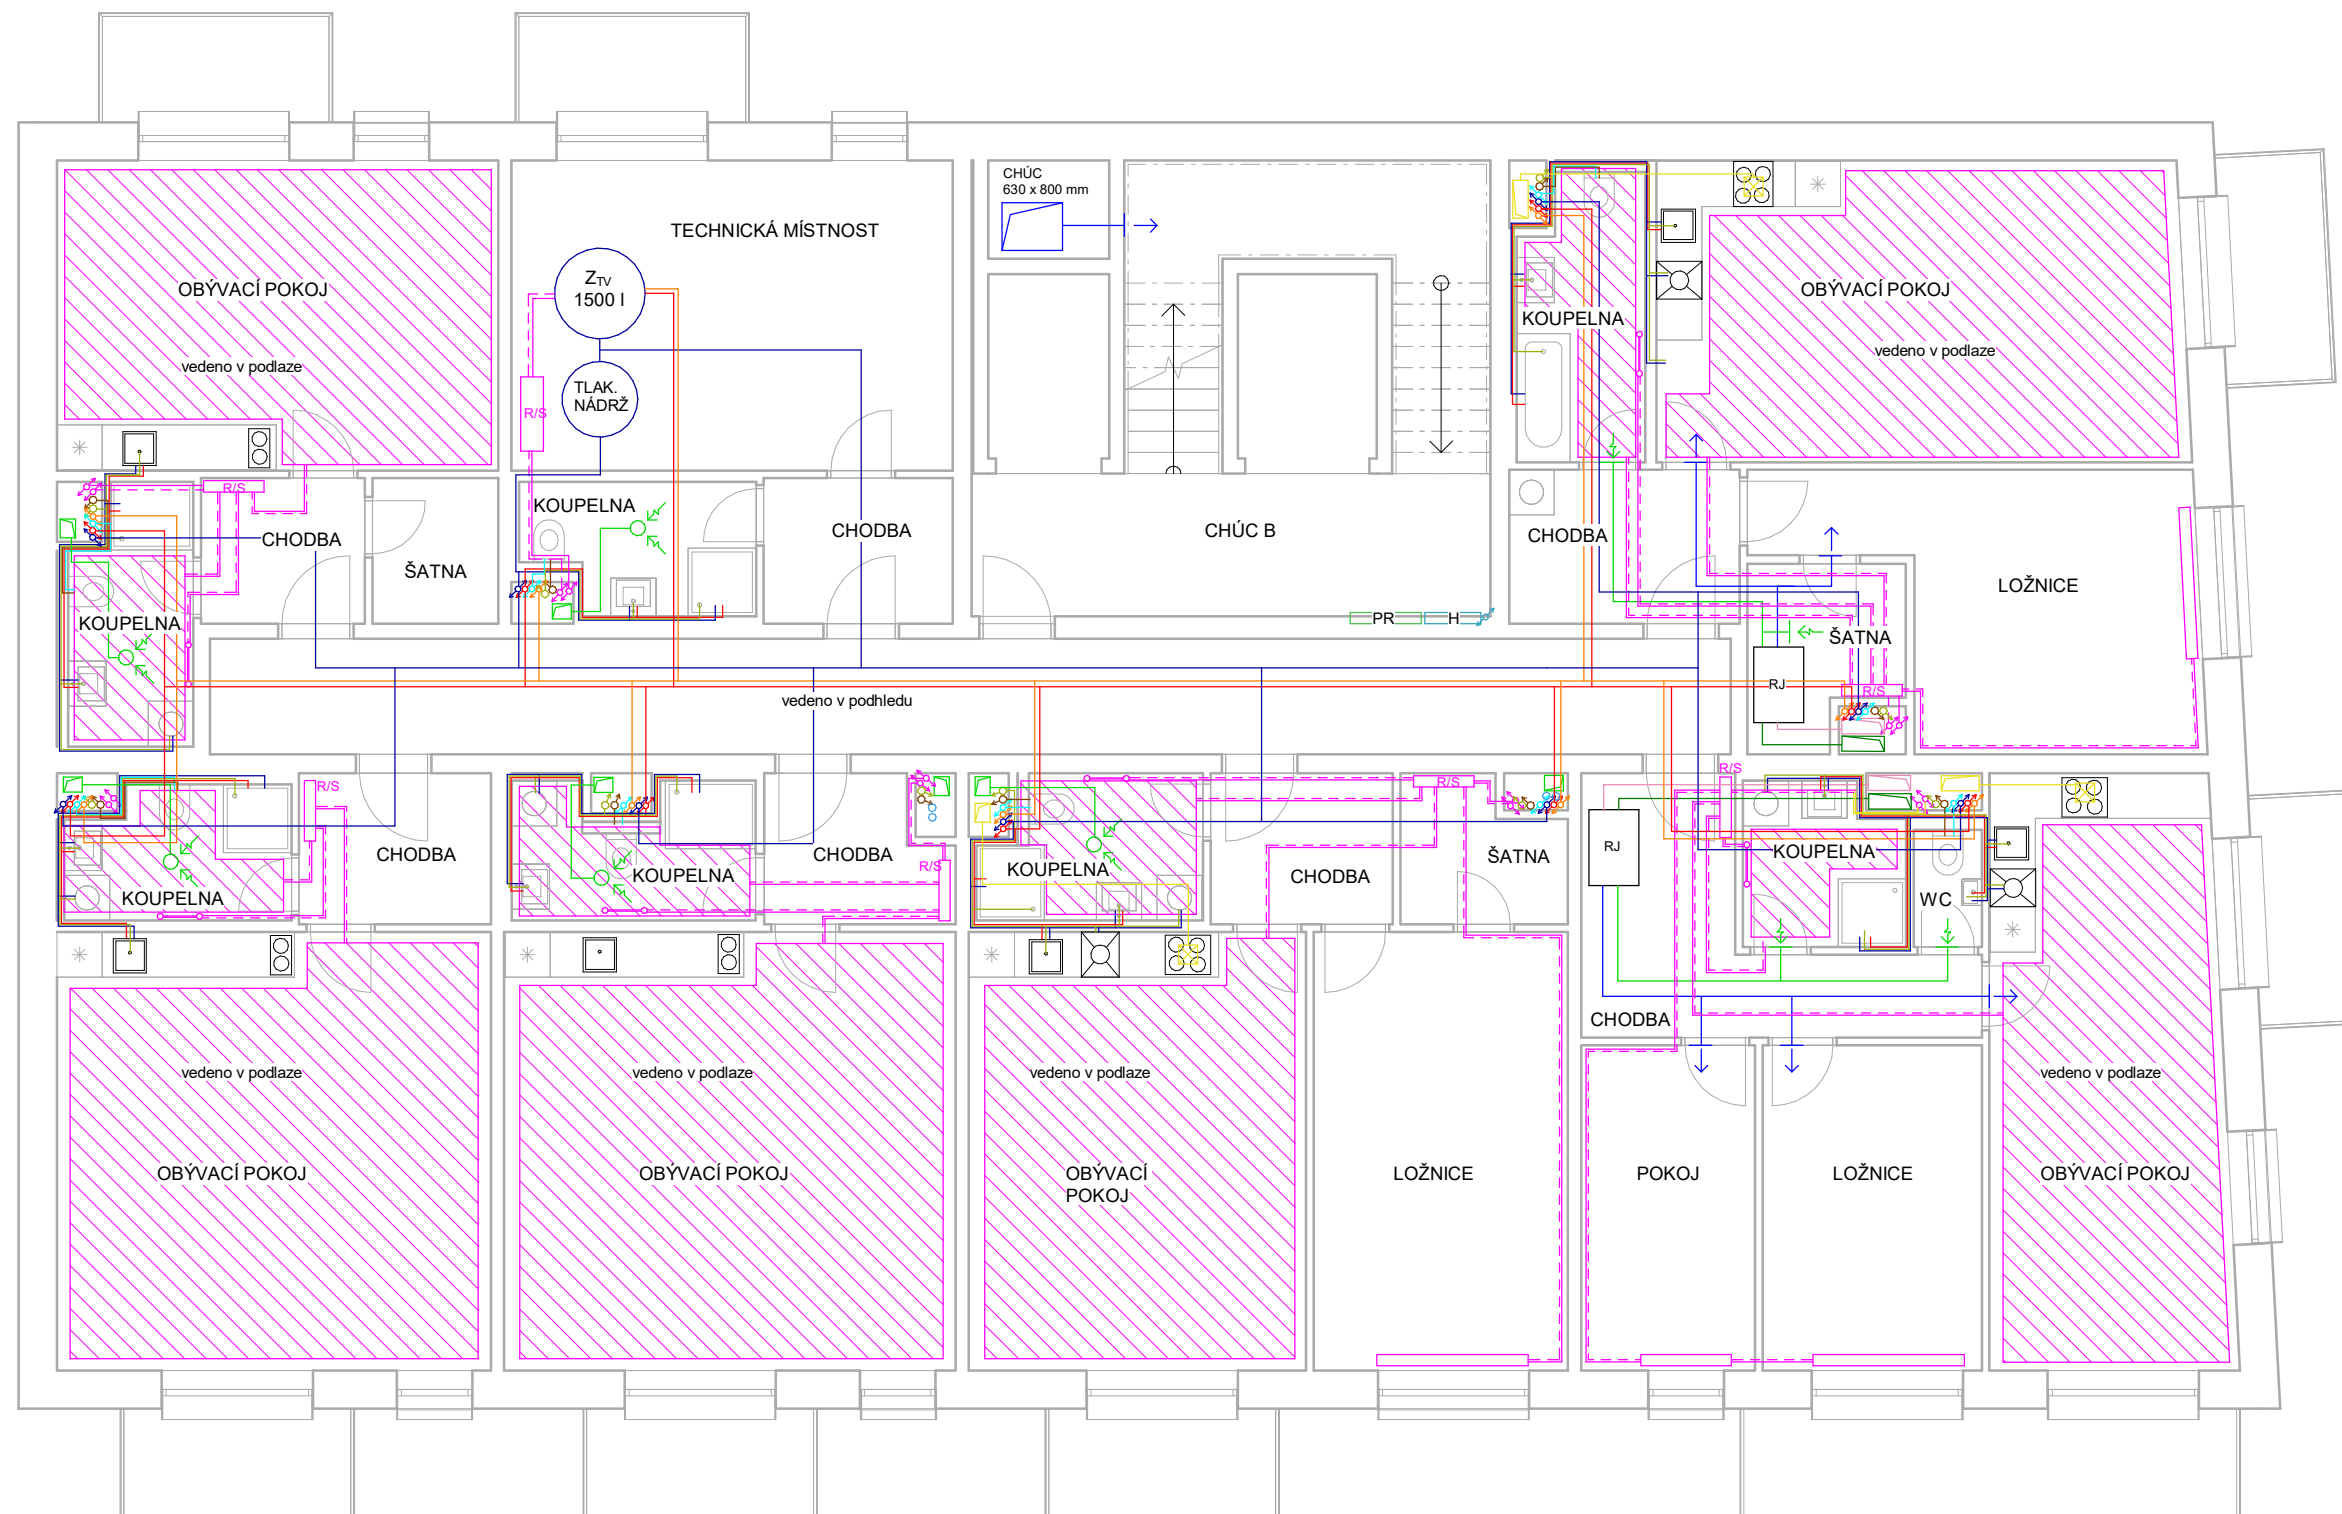 CHÚC
630 x 800 mm
TECHNICKÁ MÍSTNOST
Z_TV
1500 l
OBÝVACÍ POKOJ
OBÝVACÍ POKOJ
KOUPELNA
vedeno v podlaze
vedeno v podlaze
TLAK.
NÁDRŽ
R/S
R/S
KOUPELNA
CHODBA
CHÚC B
CHODBA
CHODBA
ŠATNA
LOŽNICE
KOUPELNA
PR
H
ŠATNA
RJ
R/S
vedeno v podhledu
R/S
R/S
R/S
CHODBA
CHODBA
R/S
KOUPELNA
KOUPELNA
KOUPELNA
CHODBA
ŠATNA
RJ
KOUPELNA
WC
KOUPELNA
CHODBA
vedeno v podlaze
vedeno v podlaze
vedeno v podlaze
vedeno v podlaze
OBÝVACÍ POKOJ
OBÝVACÍ POKOJ
OBÝVACÍ
POKOJ
LOŽNICE
POKOJ
LOŽNICE
OBÝVACÍ POKOJ